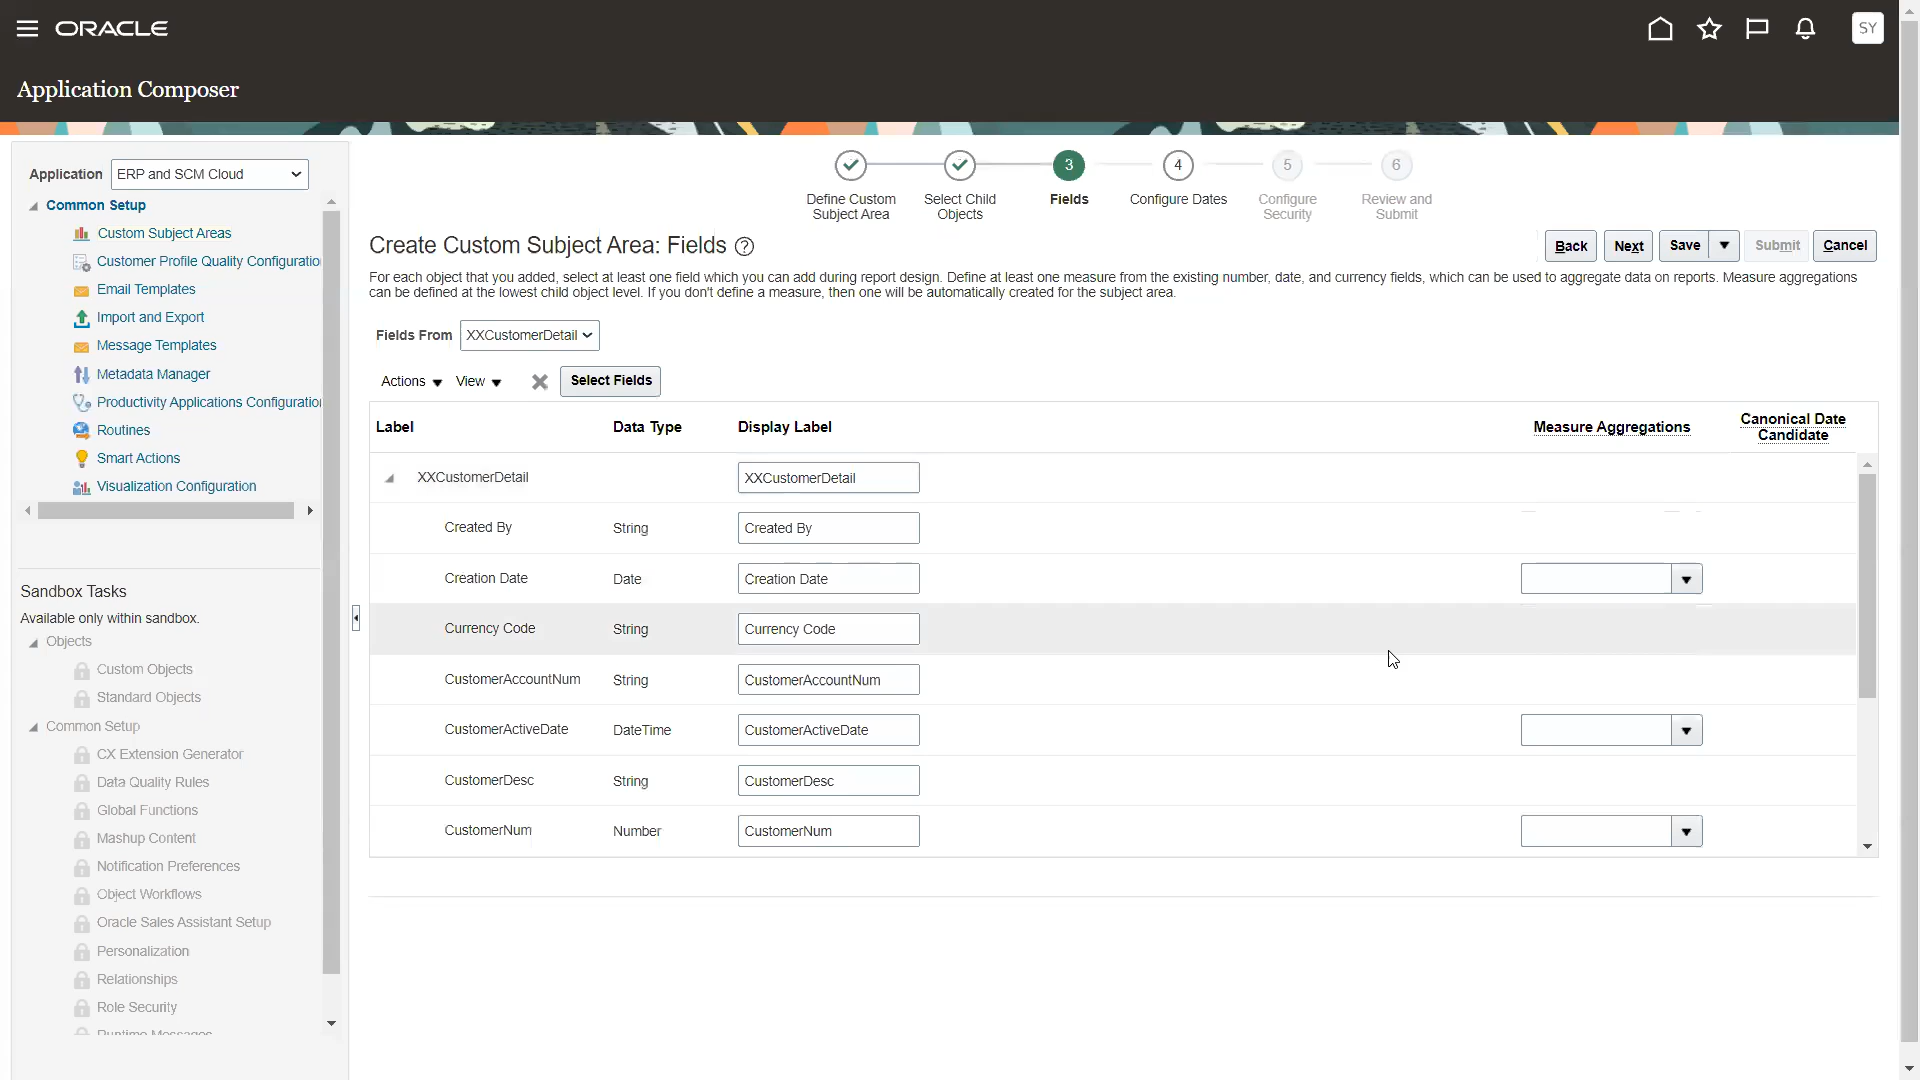 ORACLE
SY
Application Composer
Application ERP and SCM Cloud
Common Setup
Custom Subject Areas
Customer Profile Quality Configuratio
Email Templates
Import and Export
Message Templates
Metadata Manager
Productivity Applications Configuration
Routines
Smart Actions
Visualization Configuration
Sandbox Tasks
Available only within sandbox.
Objects
Custom Objects
Standard Objects
Common Setup
CX Extension Generator
Data Quality Rules
Global Functions
Mashup Content
Notification Preferences
Object Workflows
Oracle Sales Assistant Setup
Personalization
Relationships
Role Security
Runtime Messages
3 4 5 6
Define Custom Subject Area
Select Child Objects
Fields
Configure Dates
Configure Security
Review and Submit
Create Custom Subject Area: Fields ?
Back Next Save Submit Cancel
For each object that you added, select at least one field which you can add during report design. Define at least one measure from the existing number, date, and currency fields, which can be used to aggregate data on reports. Measure aggregations
can be defined at the lowest child object level. If you don't define a measure, then one will be automatically created for the subject area.
Fields From XXCustomerDetail
Actions View Select Fields
Label Data Type Display Label Measure Aggregations Canonical Date Candidate
XXCustomerDetail XXCustomerDetail
Created By String Created By
Creation Date Date Creation Date
Currency Code String Currency Code
CustomerAccountNum String CustomerAccountNum
CustomerActiveDate DateTime CustomerActiveDate
CustomerDesc String CustomerDesc
CustomerNum Number CustomerNum